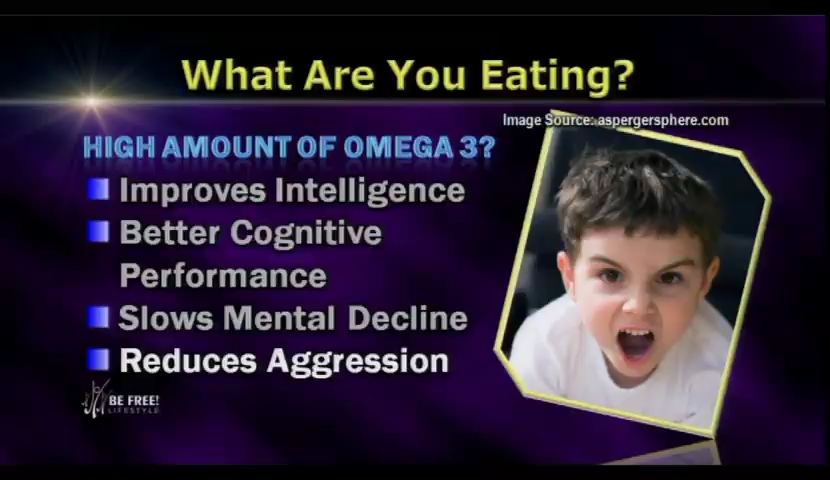 What Are You Eating?
Image Source: aspergersphere.com
HIGH AMOUNT OF OMEGA 3?
Improves Intelligence
Better Cognitive
Performance
Slows Mental Decline
Reduces Aggression
BE FREE!
LIFESTYLE